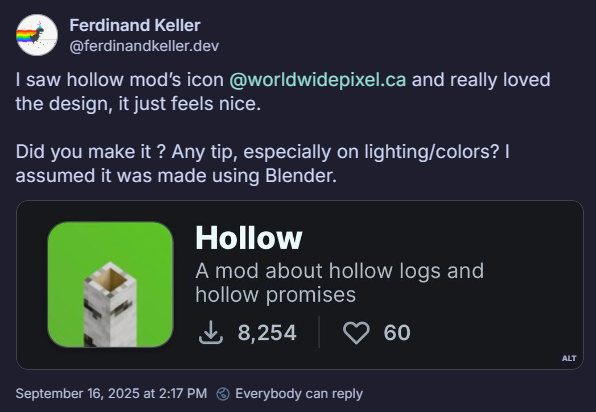 Ferdinand Keller
@ferdinandkeller.dev
I saw hollow mod’s icon @worldwidepixel.ca and really loved
the design, it just feels nice.
Did you make it ? Any tip, especially on lighting/colors? I
assumed it was made using Blender.
Hollow
A mod about hollow logs and
hollow promises
8,254
60
ALT
September 16, 2025 at 2:17 PM
Everybody can reply